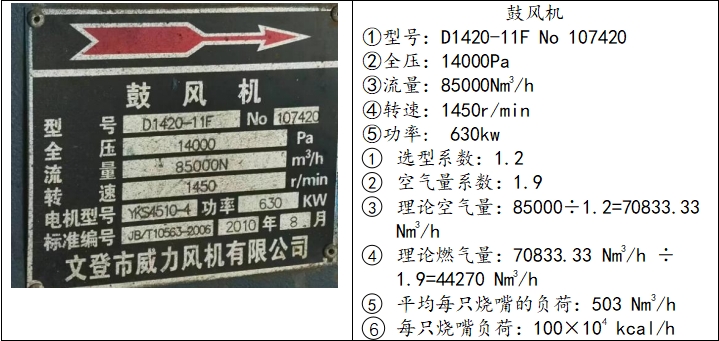 鼓风机
型号 D1420-11F No 107420
全压 14000 Pa
流量 85000N m³/h
转速 1450 r/min
电机型号 YKS4510-4 功率 630 KW
标准编号 JB/T10563-2006 2010年8月
文登市威力风机有限公司
鼓风机
①型号：D1420-11F No 107420
②全压：14000Pa
③流量：85000Nm³/h
④转速：1450r/min
⑤功率： 630kw
① 选型系数：1.2
② 空气量系数：1.9
③ 理论空气量：85000÷1.2=70833.33
Nm³/h
④ 理论燃气量：70833.33 Nm³/h ÷
1.9=44270 Nm³/h
⑤ 平均每只烧嘴的负荷：503 Nm³/h
⑥ 每只烧嘴负荷：100×10⁴ kcal/h